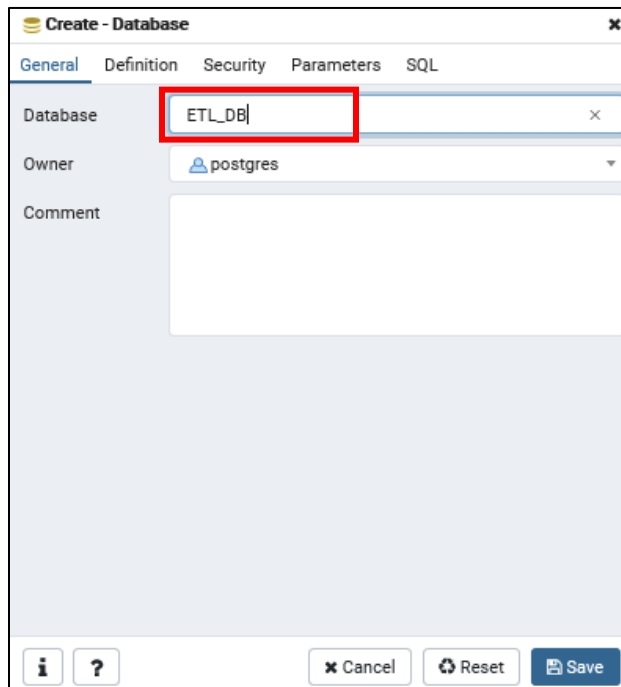 Create - Database
General Definition Security Parameters SQL
Database ETL_DB
Owner postgres
Comment
i ? Cancel Reset Save